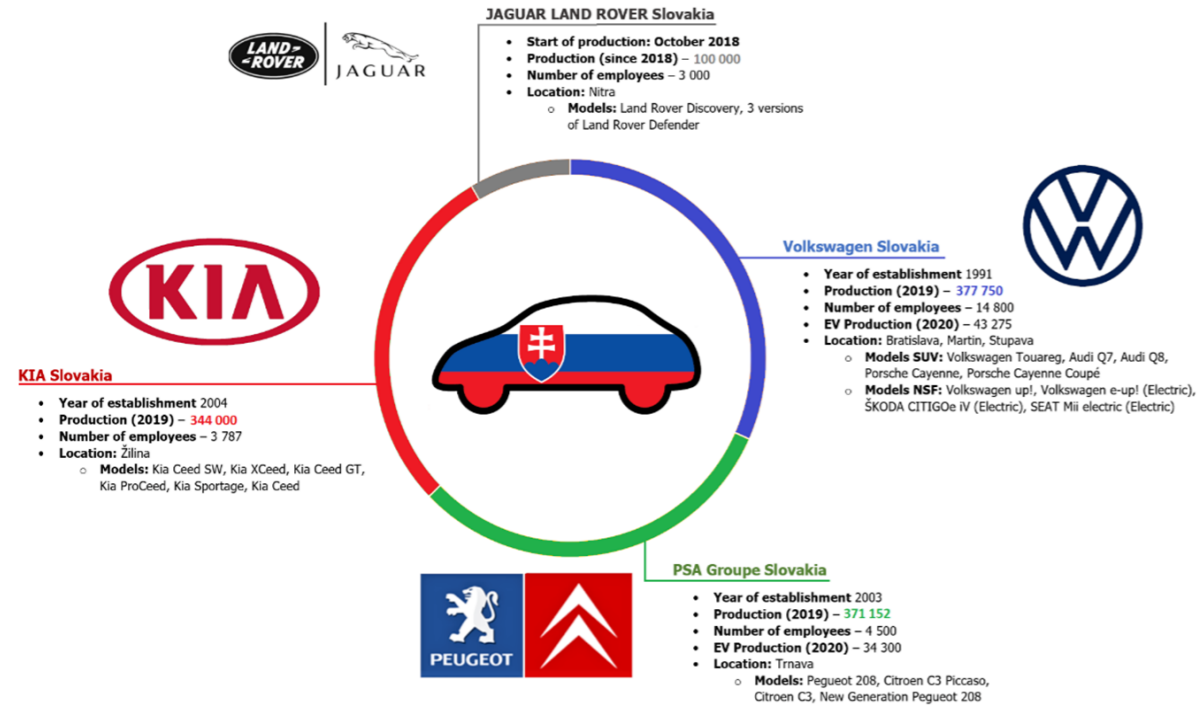 JAGUAR LAND ROVER Slovakia
• Start of production: October 2018
• Production (since 2018) – 100 000
• Number of employees – 3 000
• Location: Nitra
o Models: Land Rover Discovery, 3 versions
of Land Rover Defender
LAND-
-ROVER
JAGUAR
Volkswagen Slovakia
• Year of establishment 1991
• Production (2019) – 377 750
• Number of employees – 14 800
• EV Production (2020) – 43 275
• Location: Bratislava, Martin, Stupava
o Models SUV: Volkswagen Touareg, Audi Q7, Audi Q8,
Porsche Cayenne, Porsche Cayenne Coupé
o Models NSF: Volkswagen up!, Volkswagen e-up! (Electric),
ŠKODA CITIGOe iV (Electric), SEAT Mii electric (Electric)
KIA
KIA Slovakia
• Year of establishment 2004
• Production (2019) – 344 000
• Number of employees – 3 787
• Location: Žilina
o Models: Kia Ceed SW, Kia XCeed, Kia Ceed GT,
Kia ProCeed, Kia Sportage, Kia Ceed
PEUGEOT
PSA Groupe Slovakia
• Year of establishment 2003
• Production (2019) – 371 152
• Number of employees – 4 500
• EV Production (2020) – 34 300
• Location: Trnava
o Models: Pegueot 208, Citroen C3 Piccaso,
Citroen C3, New Generation Pegueot 208